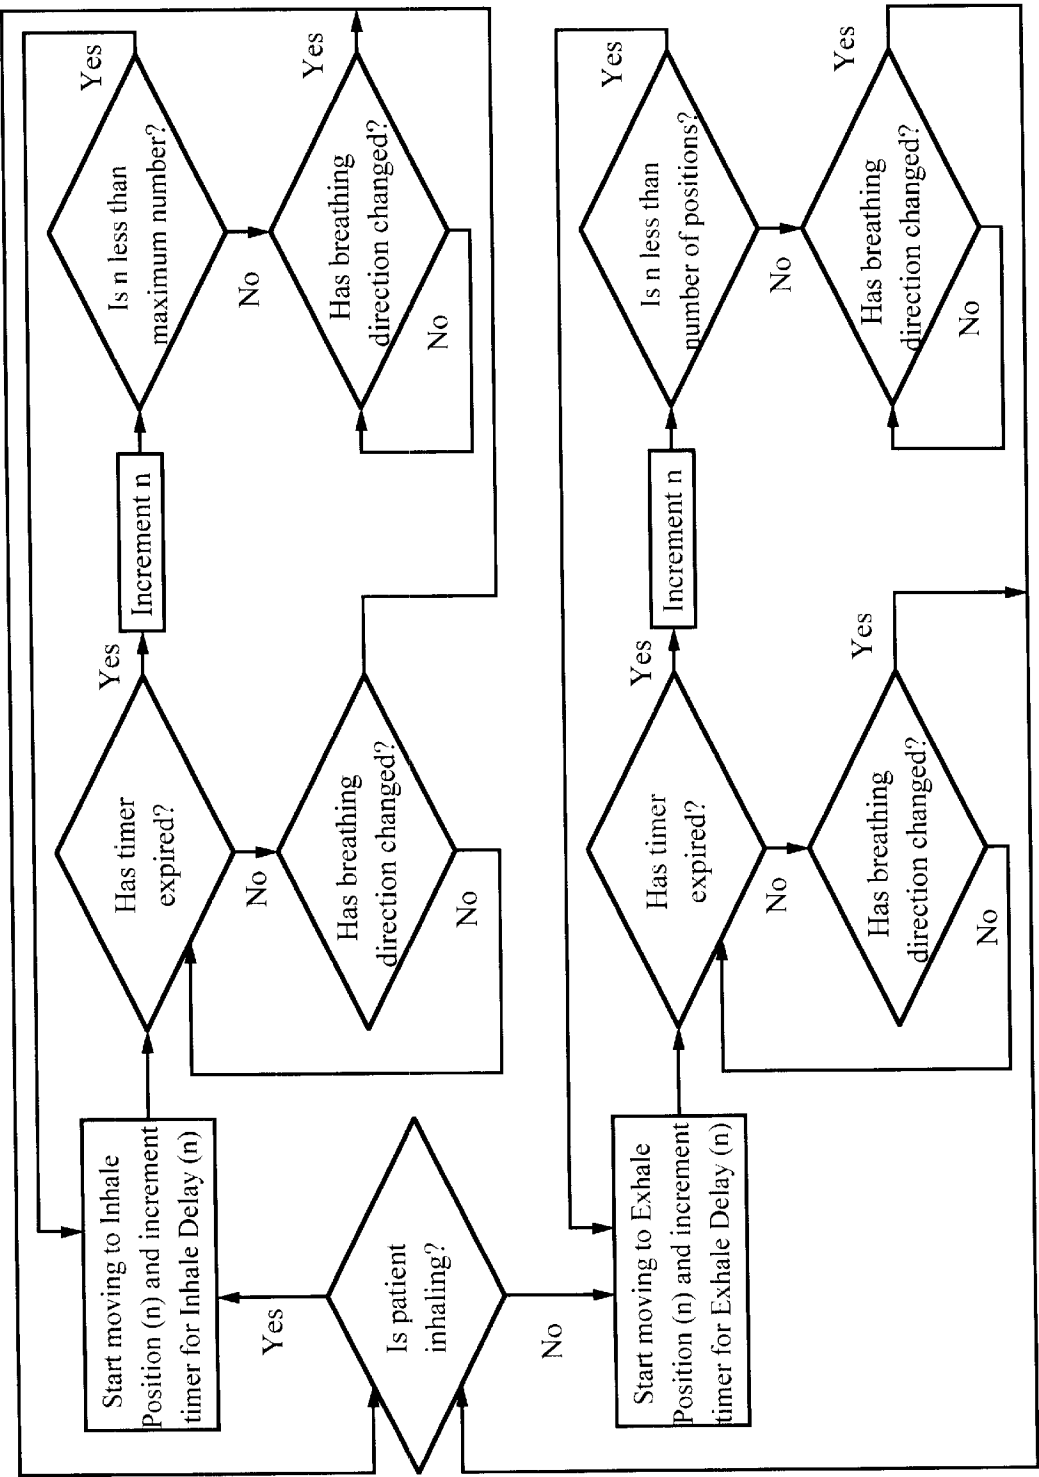 Start moving to Inhale
Position (n) and increment
timer for Inhale Delay (n)
Has timer
expired?
Yes
Increment n
Is n less than
maximum number?
Yes
No
Has breathing
direction changed?
No
No
Has breathing
direction changed?
Yes
No
Yes
Is patient
inhaling?
No
Start moving to Exhale
Position (n) and increment
timer for Exhale Delay (n)
Has timer
expired?
Yes
Increment n
Is n less than
number of positions?
Yes
No
Has breathing
direction changed?
Yes
No
No
Has breathing
direction changed?
Yes
No